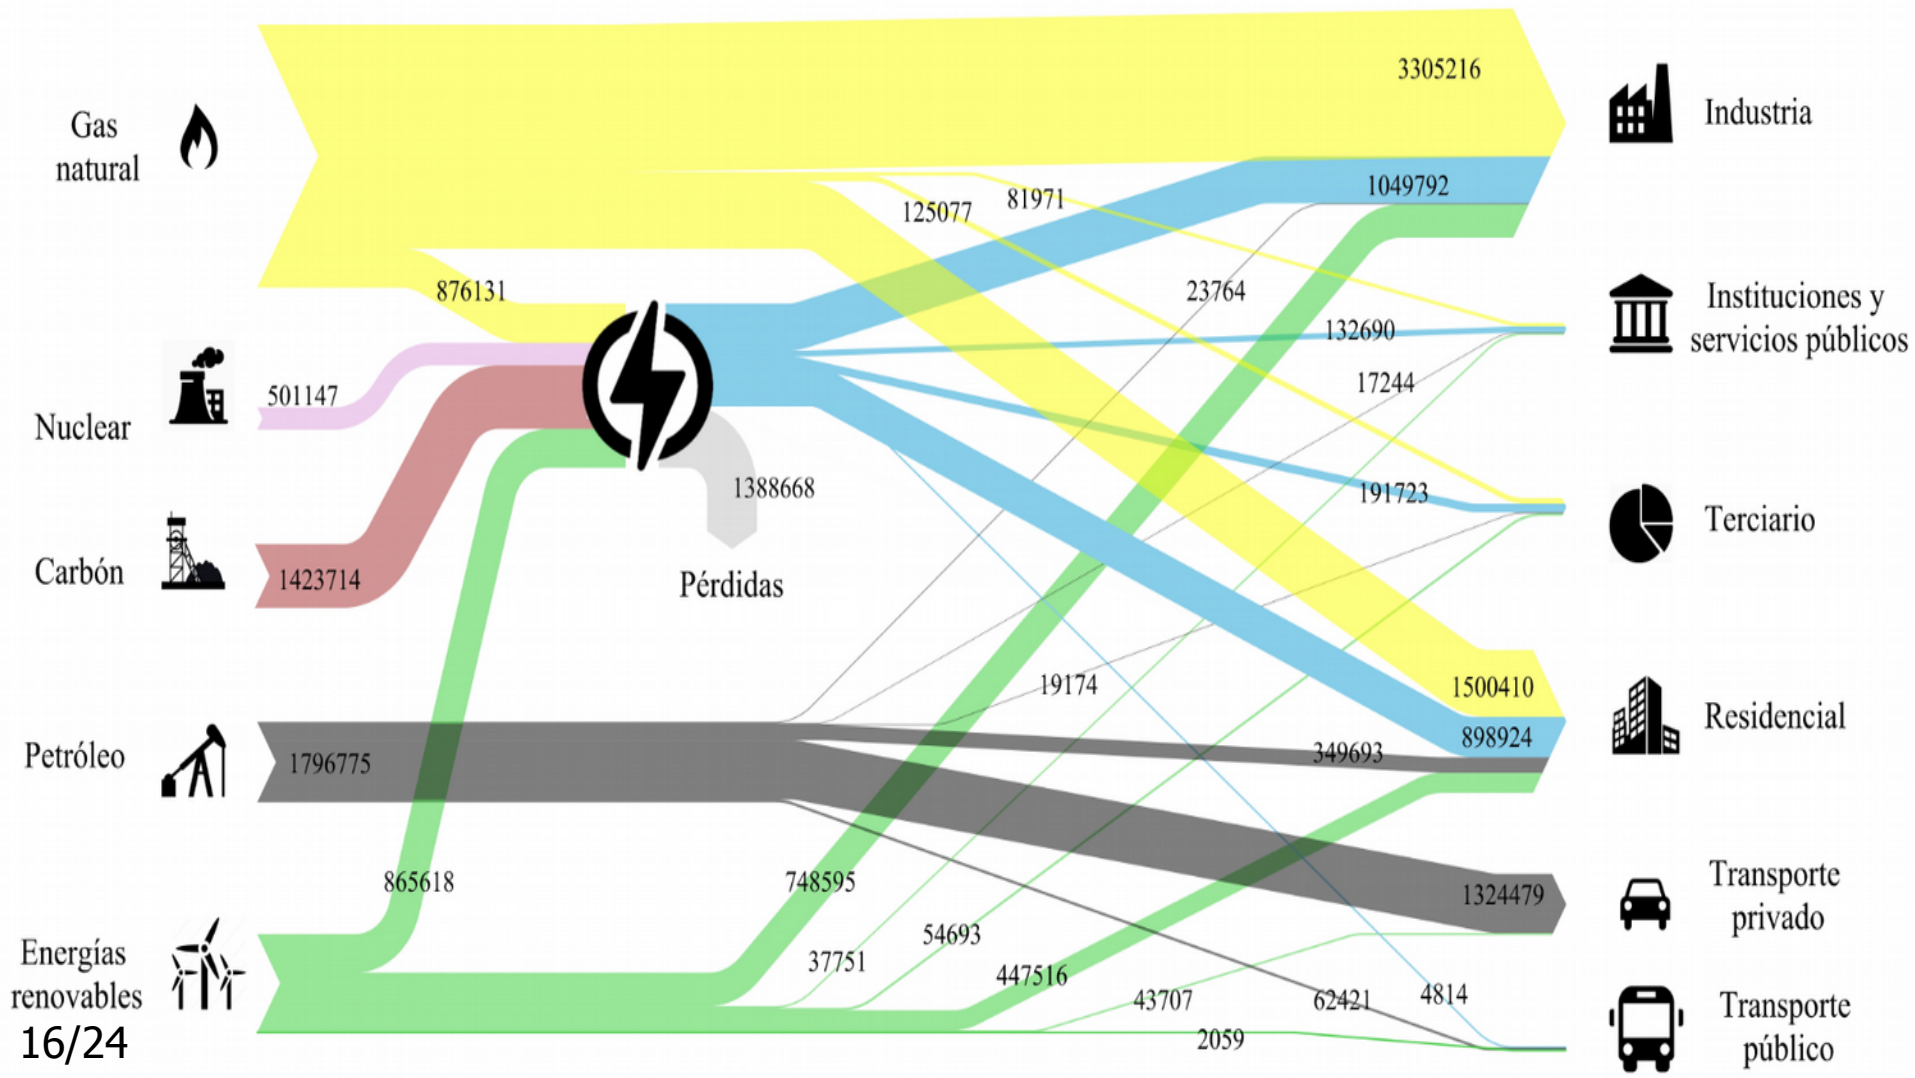 3305216
Industria
Gas
natural
1049792
81971
125077
876131
23764
Instituciones y
servicios públicos
132690
17244
501147
Nuclear
191723
1388668
Terciario
Carbón
1423714
Pérdidas
19174
1500410
Residencial
898924
Petróleo
1796775
349693
865618
748595
1324479
Transporte
privado
54693
37751
447516
Energías
renovables
43707
62421
4814
Transporte
público
2059
16/24